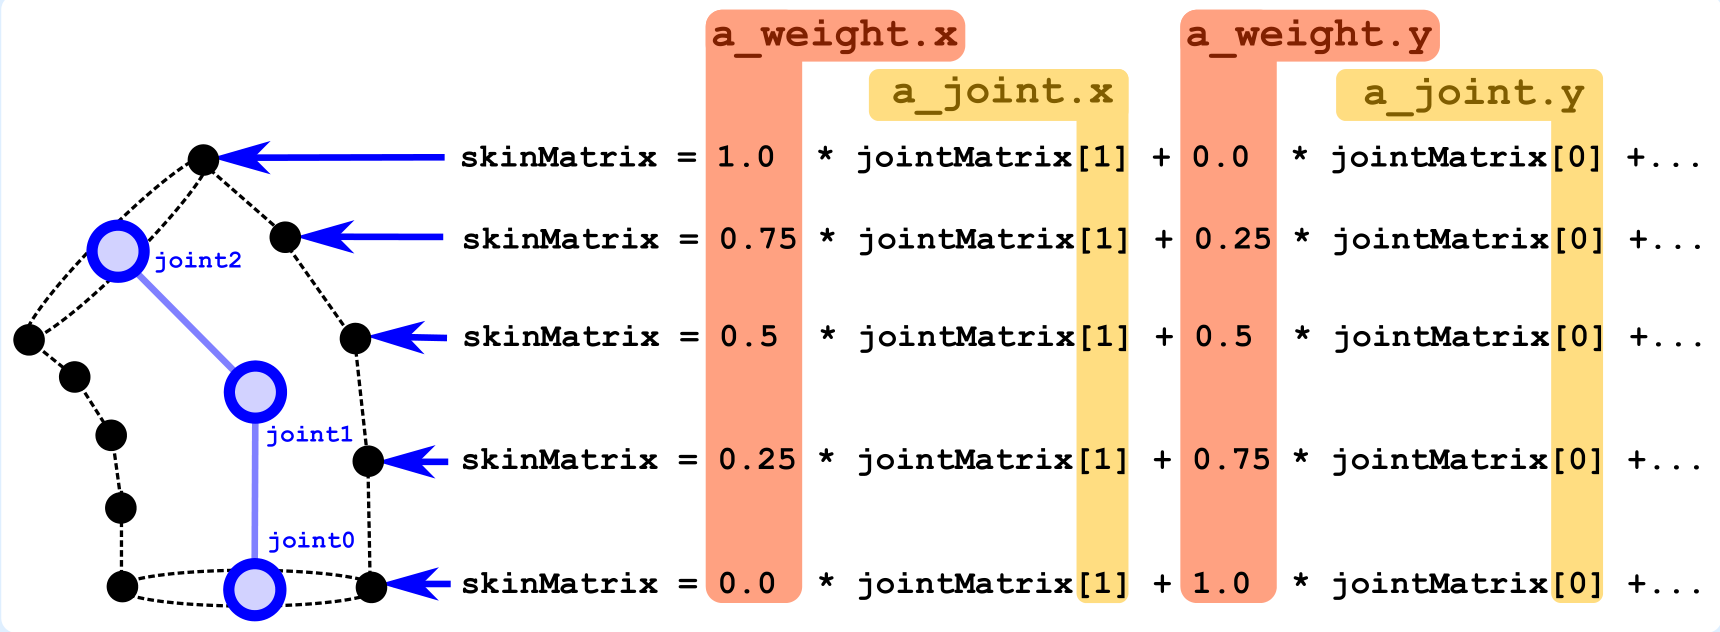 a_weight.x a_weight.y
a_joint.x a_joint.y
skinMatrix = 1.0 * jointMatrix[1] + 0.0 * jointMatrix[0] +...
skinMatrix = 0.75 * jointMatrix[1] + 0.25 * jointMatrix[0] +...
joint2
skinMatrix = 0.5 * jointMatrix[1] + 0.5 * jointMatrix[0] +...
joint1
skinMatrix = 0.25 * jointMatrix[1] + 0.75 * jointMatrix[0] +...
joint0
skinMatrix = 0.0 * jointMatrix[1] + 1.0 * jointMatrix[0] +...